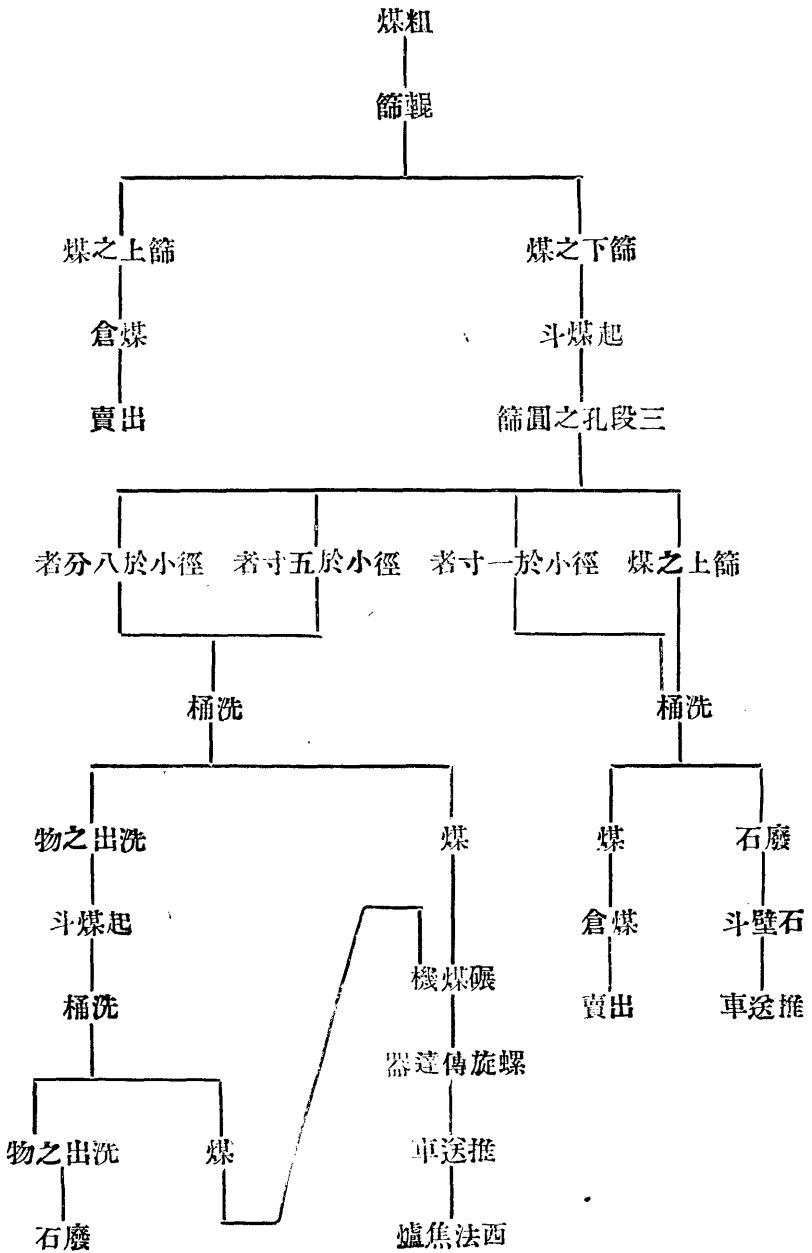 粗煤
輥篩
篩上之煤
篩下之煤
煤倉
起煤斗
出賣
三段孔之圓篩
篩上之煤
徑小於一寸者
徑小於五寸者
徑小於八分者
洗桶
洗桶
廢石
煤
煤
洗出之物
石壁斗
煤倉
起煤斗
推送車
出賣
碾煤機
洗桶
螺旋傳達器
推送車
煤
洗出之物
西法焦爐
廢石